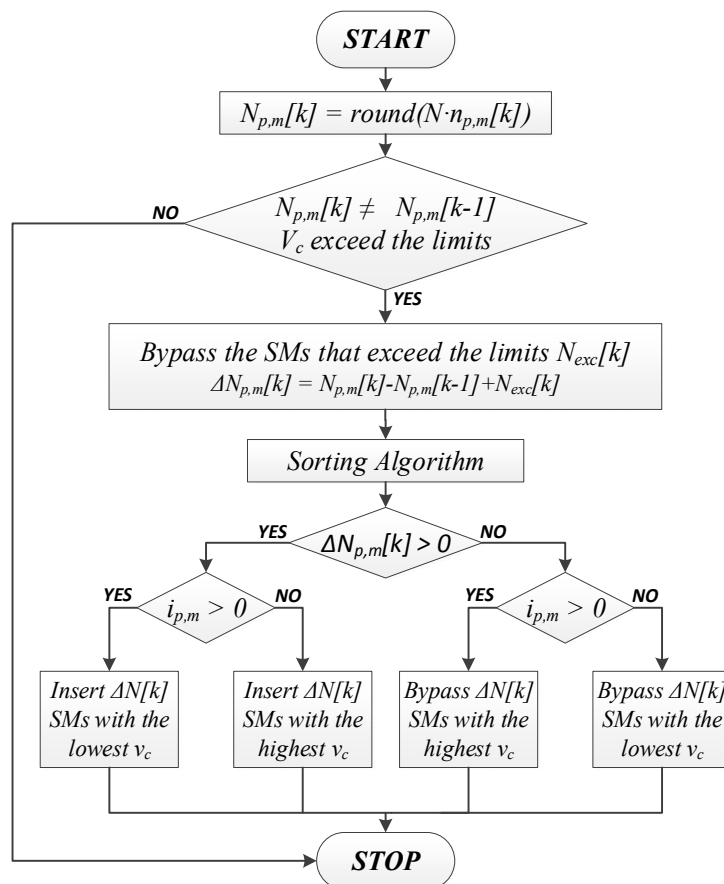 START
N_{p,m}[k] = round(N·n_{p,m}[k])
NO
N_{p,m}[k] ≠ N_{p,m}[k-1]
V_c exceed the limits
YES
Bypass the SMs that exceed the limits N_{exc}[k]
ΔN_{p,m}[k] = N_{p,m}[k]-N_{p,m}[k-1]+N_{exc}[k]
Sorting Algorithm
YES
ΔN_{p,m}[k] > 0
NO
YES
i_{p,m} > 0
NO
YES
i_{p,m} > 0
NO
Insert ΔN[k]
SMs with the
lowest v_c
Insert ΔN[k]
SMs with the
highest v_c
Bypass ΔN[k]
SMs with the
highest v_c
Bypass ΔN[k]
SMs with the
lowest v_c
STOP